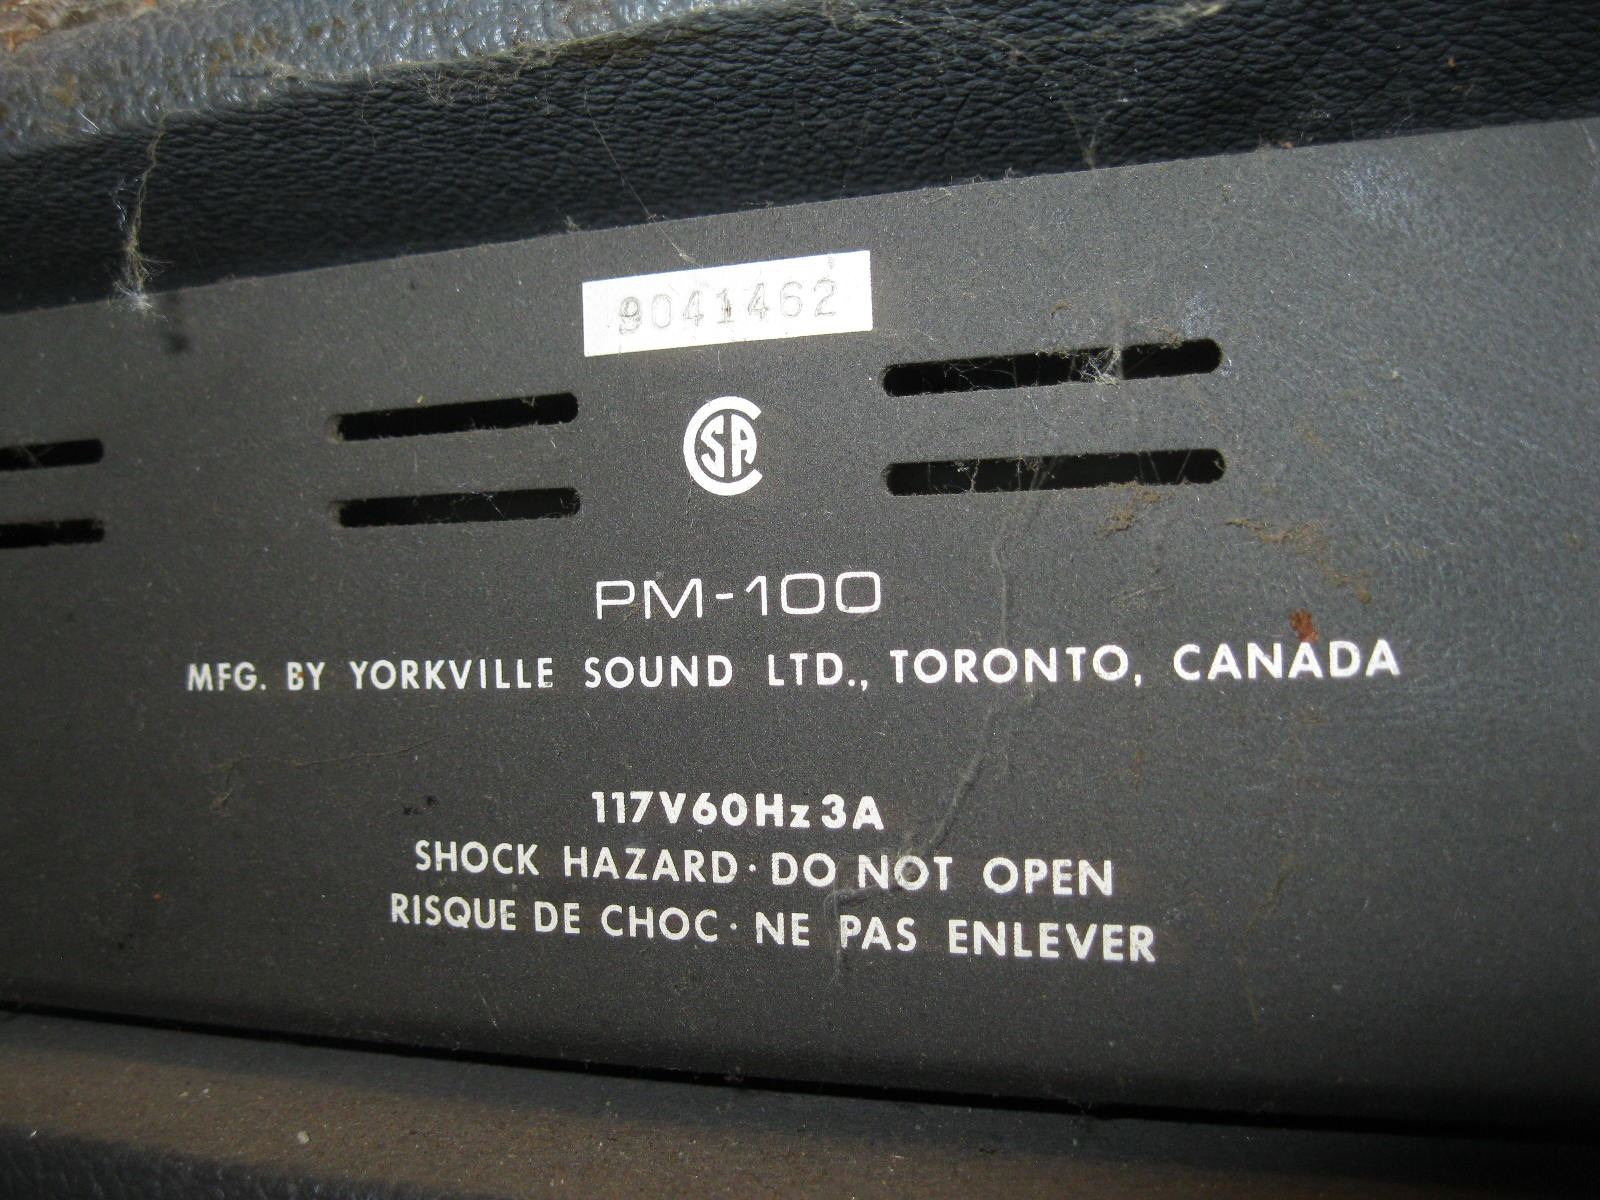 9041462
CSA
PM-100
MFG. BY YORKVILLE SOUND LTD., TORONTO, CANADA
117V60Hz3A
SHOCK HAZARD · DO NOT OPEN
RISQUE DE CHOC · NE PAS ENLEVER